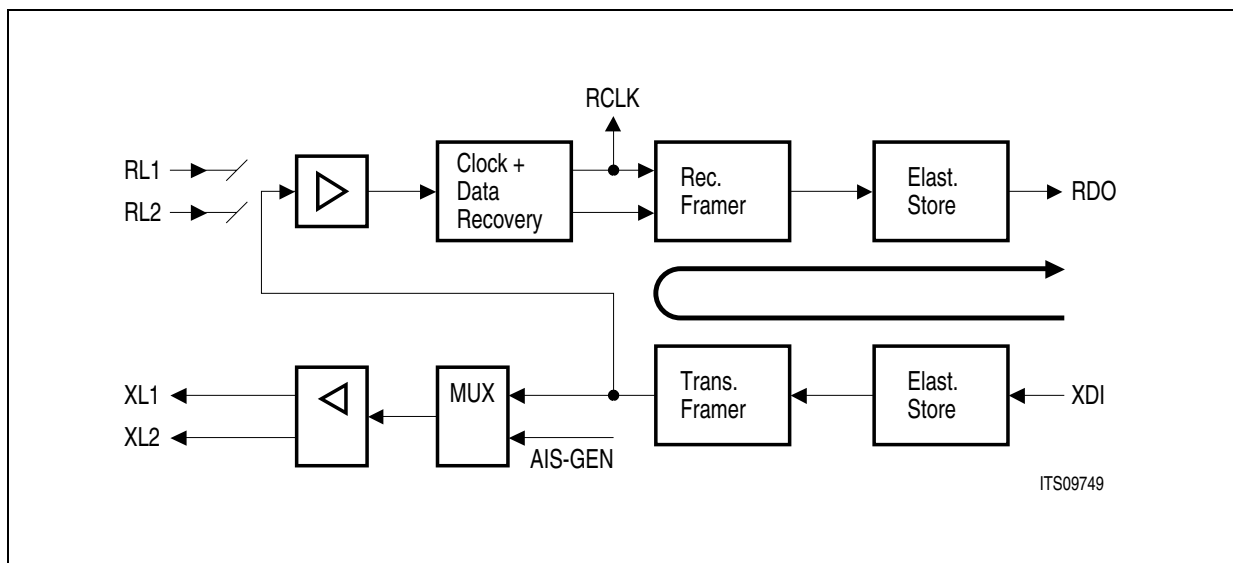 RCLK
RL1
RL2
Clock +
Data
Recovery
Rec.
Framer
Elast.
Store
RDO
XL1
XL2
MUX
AIS-GEN
Trans.
Framer
Elast.
Store
XDI
ITS09749